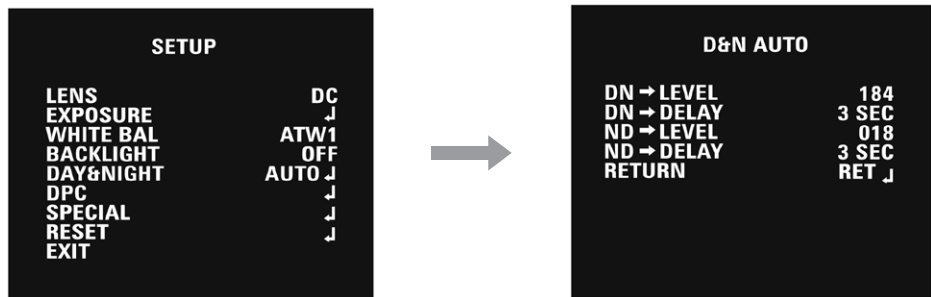 SETUP
LENS DC
EXPOSURE ↲
WHITE BAL ATW1
BACKLIGHT OFF
DAY&NIGHT AUTO ↲
DPC ↲
SPECIAL ↲
RESET ↲
EXIT
D&N AUTO
DN → LEVEL 184
DN → DELAY 3 SEC
ND → LEVEL 018
ND → DELAY 3 SEC
RETURN RET ↲